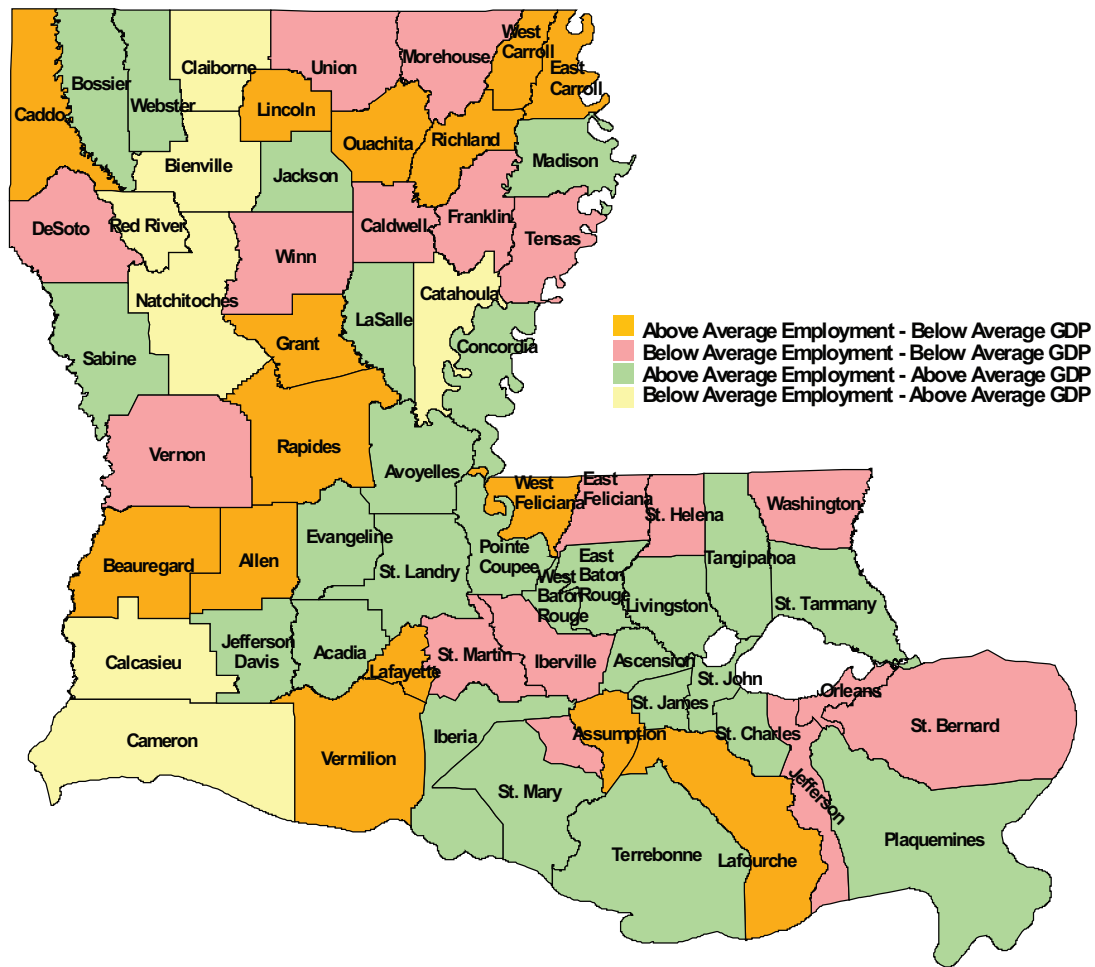 West
Carroll
Morehouse
Claiborne
Union
East
Carroll
Bossier
Webster
Caddo
Lincoln
Ouachita
Richland
Madison
Bienville
Jackson
Red River
DeSoto
Caldwell
Franklin
Tensas
Winn
Natchitoches
Catahoula
LaSalle
Concordia
Grant
Sabine
Above Average Employment - Below Average GDP
Below Average Employment - Below Average GDP
Above Average Employment - Above Average GDP
Below Average Employment - Above Average GDP
Vernon
Rapides
Avoyelles
West
Feliciana
East
Feliciana
St. Helena
Washington
Evangeline
Pointe
Coupee
Tangipahoa
Beauregard
Allen
St. Landry
West
Baton
Rouge
East
Baton
Rouge
Livingston
St. Tammany
Jefferson
Davis
Acadia
Lafayette
St. Martin
Iberville
Ascension
Calcasieu
St. John
St. James
Orleans
St. Charles
St. Bernard
Cameron
Vermilion
Iberia
Assumption
St. Mary
Jefferson
Plaquemines
Terrebonne
Lafourche